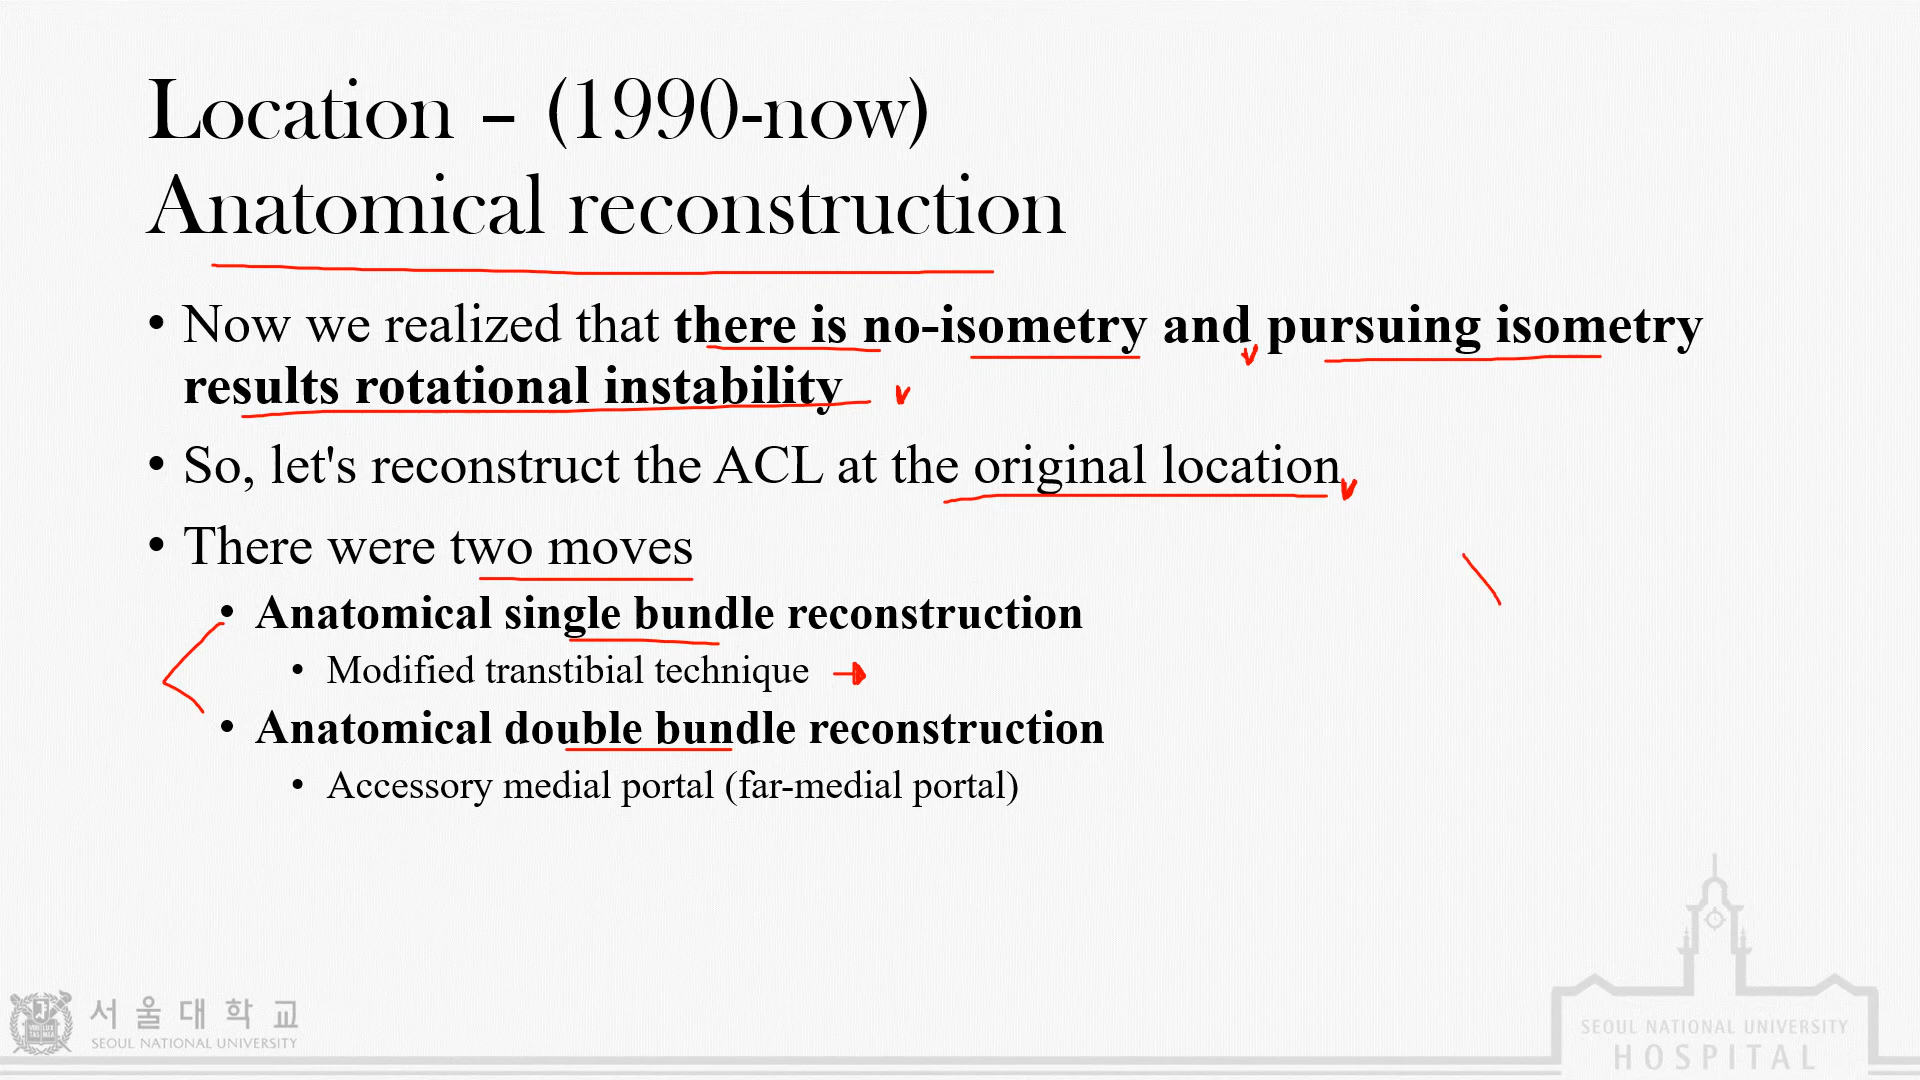 Location – (1990-now)
Anatomical reconstruction
• Now we realized that there is no-isometry and pursuing isometry
results rotational instability
• So, let's reconstruct the ACL at the original location
• There were two moves
• Anatomical single bundle reconstruction
• Modified transtibial technique
• Anatomical double bundle reconstruction
• Accessory medial portal (far-medial portal)
서울대학교
SEOUL NATIONAL UNIVERSITY
SEOUL NATIONAL UNIVERSITY
HOSPITAL